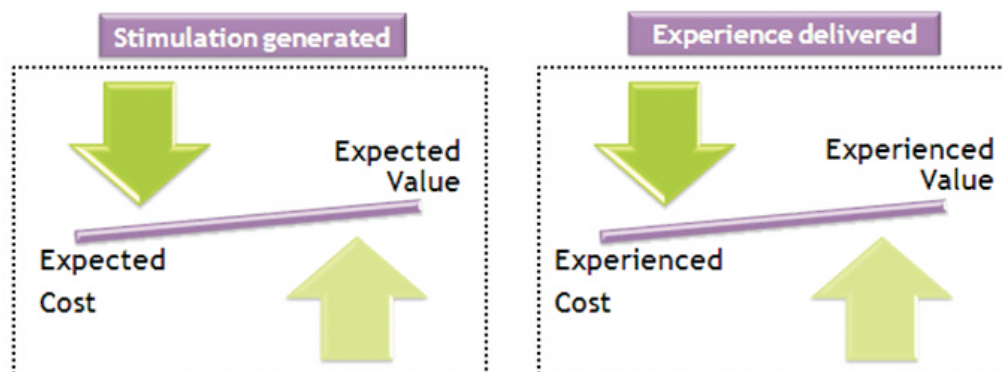 Stimulation generated
Expected
Value
Expected
Cost
Experience delivered
Experienced
Value
Experienced
Cost